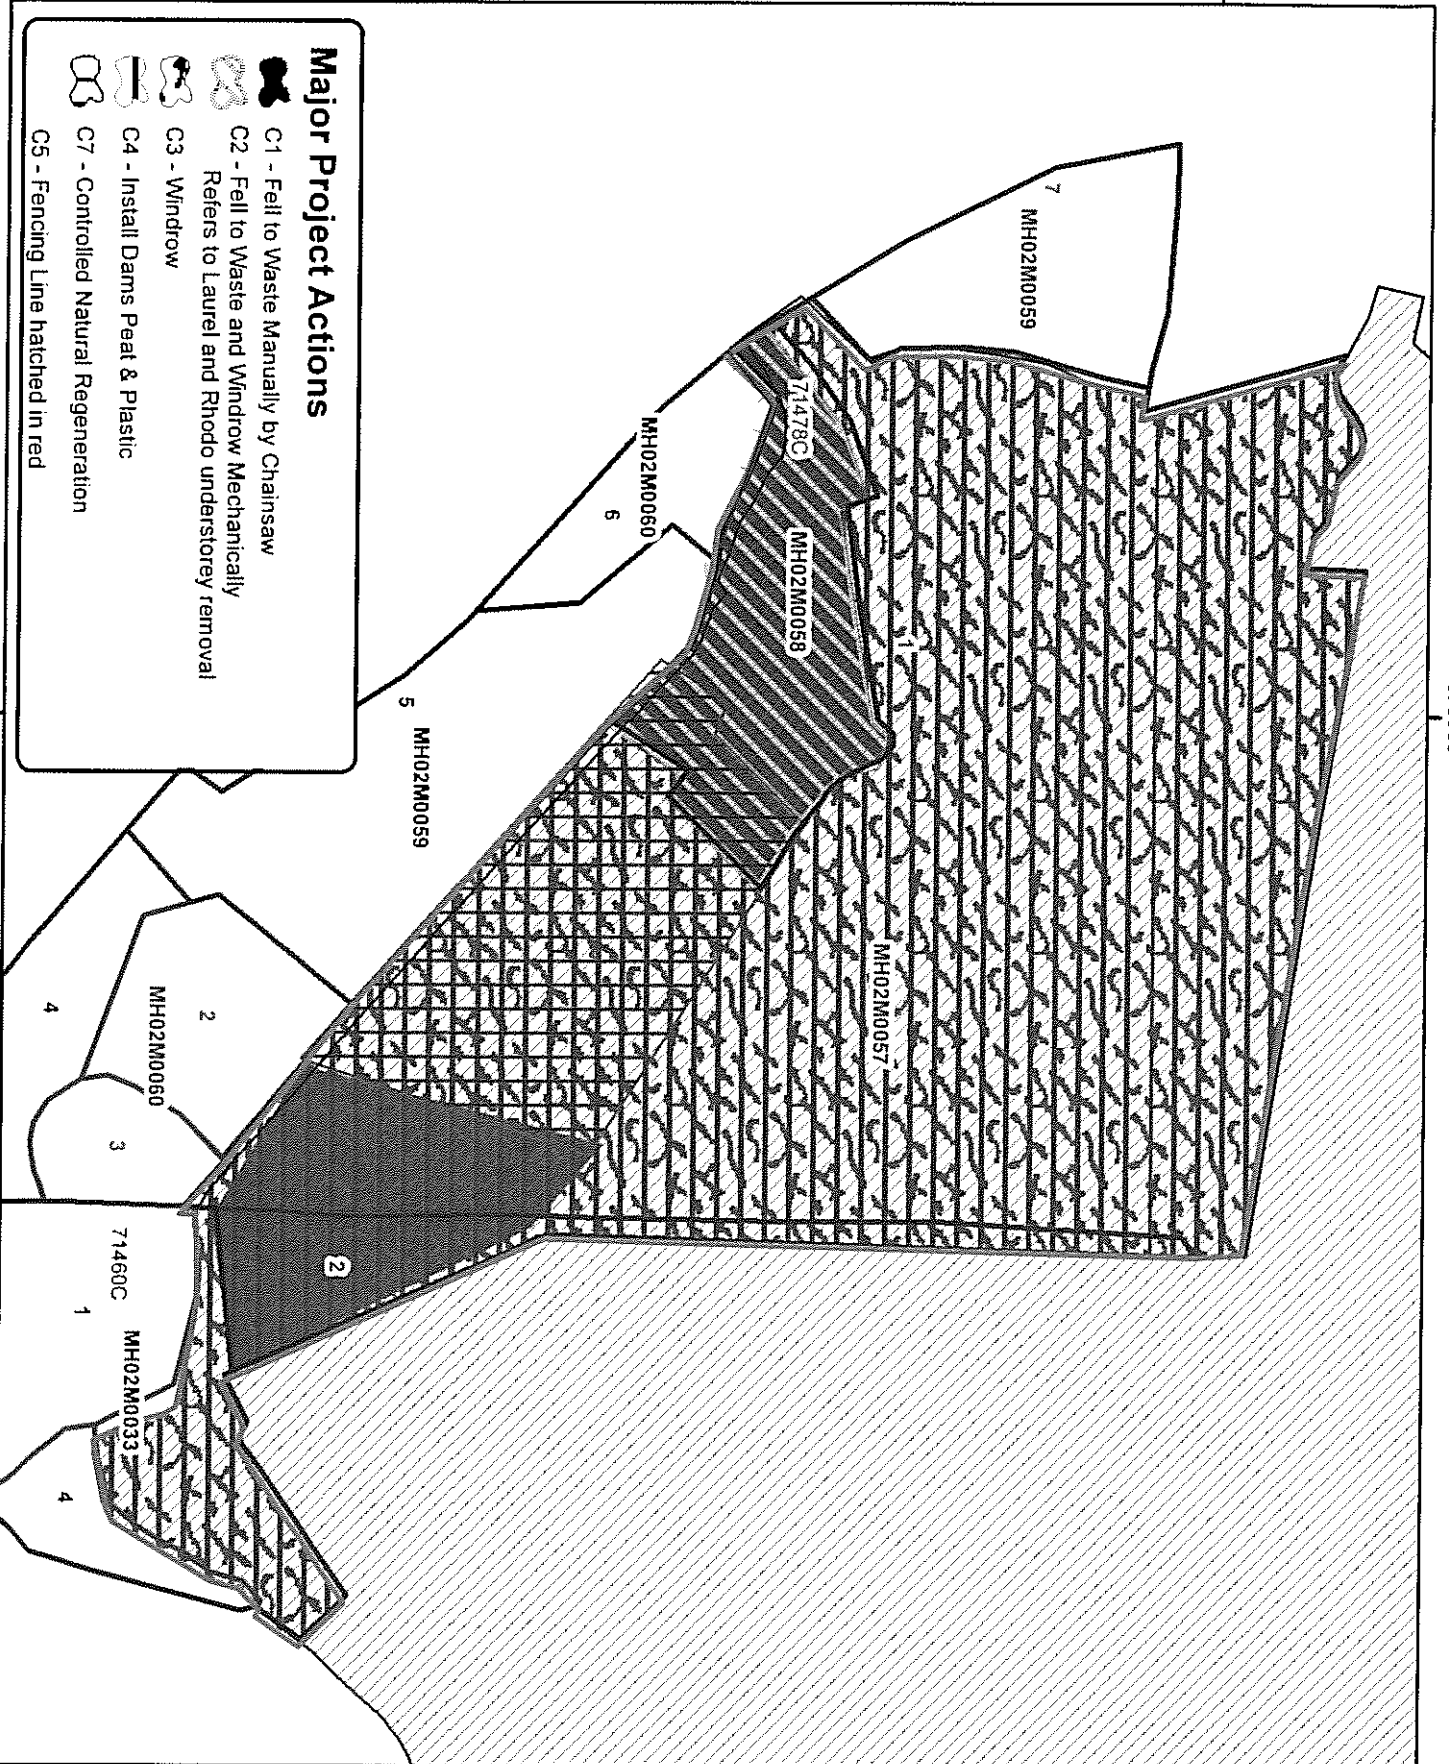 Major Project Actions
C1 - Fell to Waste Manually by Chainsaw
C2 - Fell to Waste and Windrow Mechanically
Refers to Laurel and Rhodo understorey removal
C3 - Windrow
C4 - Install Dams Peat & Plastic
C7 - Controlled Natural Regeneration
C5 - Fencing Line hatched in red
7
MH02M0059
71478C
MH02M0058
1
MH02M0060
6
MH02M0057
5
MH02M0059
2
MH02M0060
4
3
2
71460C
1
MH02M0033
4